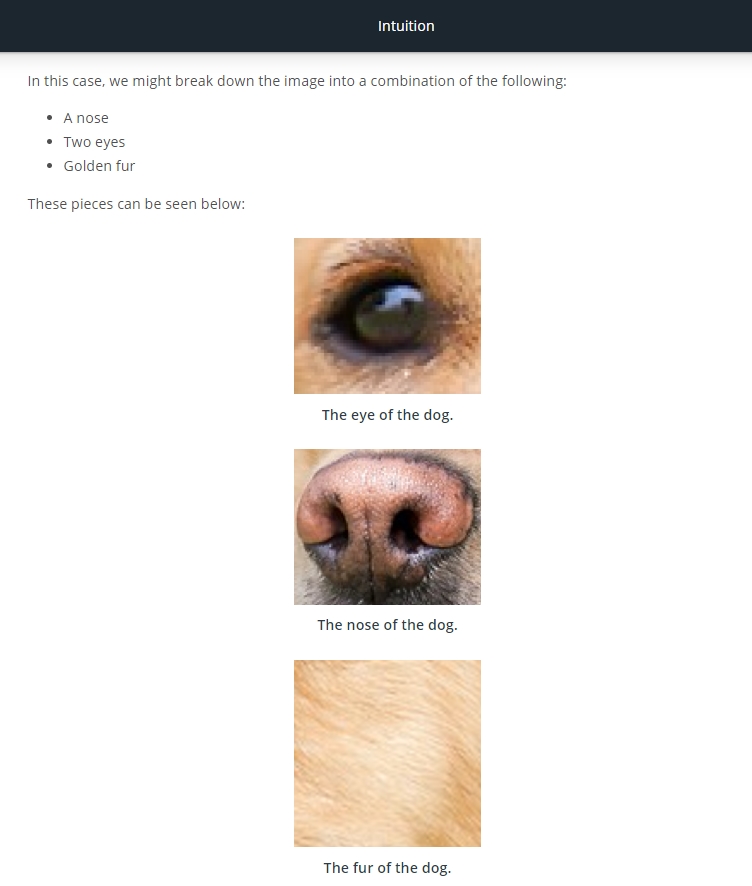 Intuition
In this case, we might break down the image into a combination of the following:
• A nose
• Two eyes
• Golden fur
These pieces can be seen below:
The eye of the dog.
The nose of the dog.
The fur of the dog.